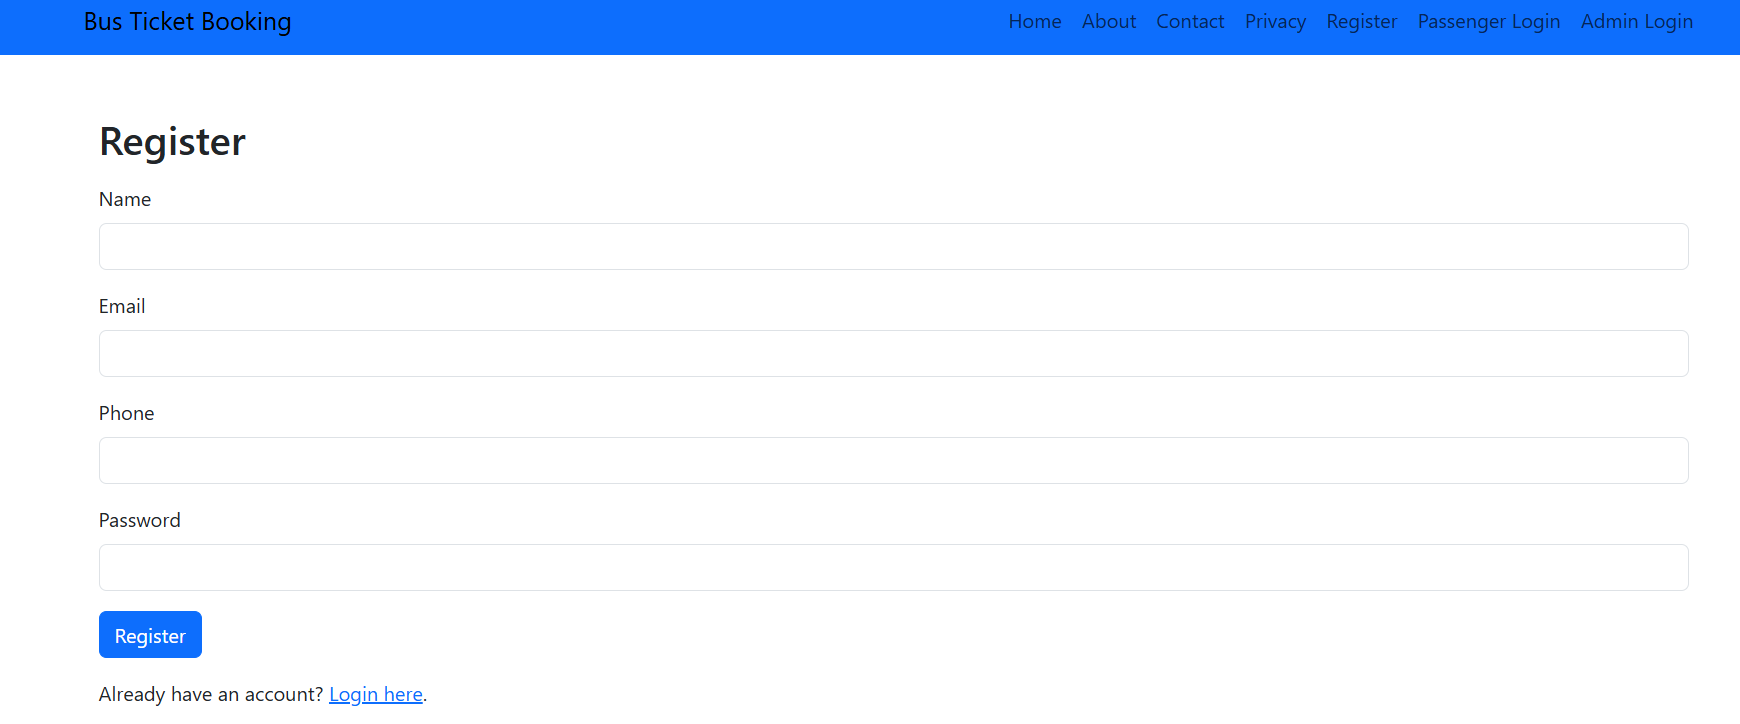 Bus Ticket Booking Home About Contact Privacy Register Passenger Login Admin Login
Register
Name
Email
Phone
Password
Register
Already have an account? Login here.